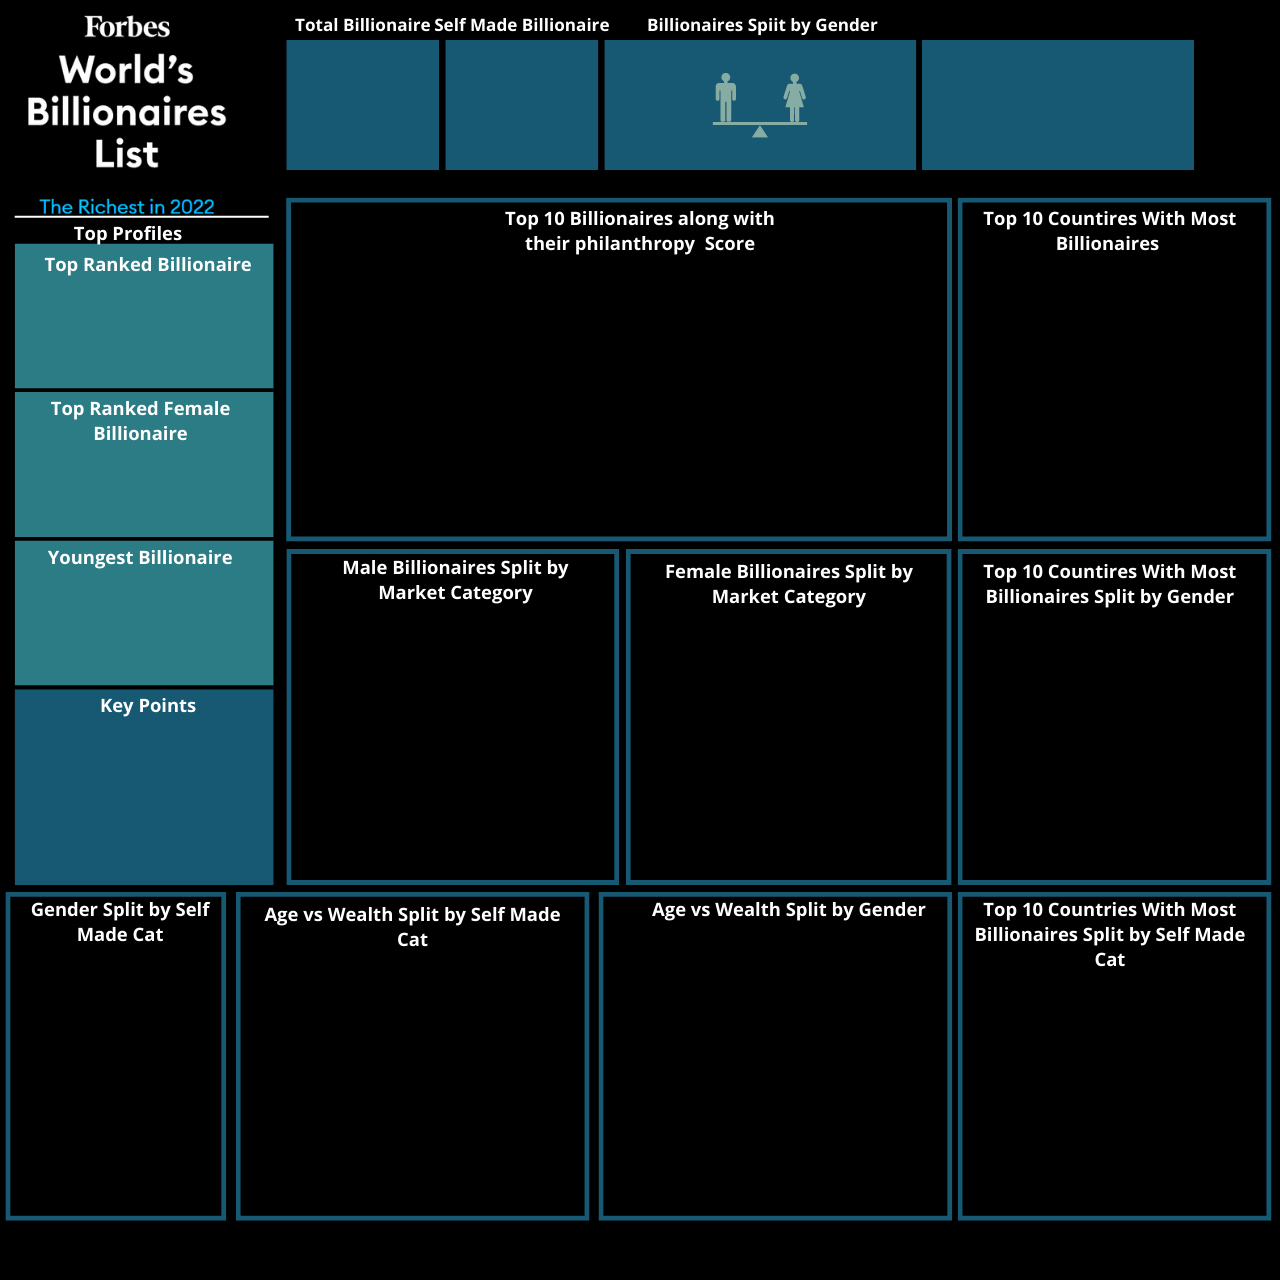 Forbes
World's
Billionaires
List
The Richest in 2022
Top Profiles
Top Ranked Billionaire
Top Ranked Female
Billionaire
Youngest Billionaire
Key Points
Total Billionaire
Self Made Billionaire
Billionaires Spiit by Gender
Top 10 Billionaires along with
their philanthropy Score
Top 10 Countires With Most
Billionaires
Male Billionaires Split by
Market Category
Female Billionaires Split by
Market Category
Top 10 Countires With Most
Billionaires Split by Gender
Gender Split by Self
Made Cat
Age vs Wealth Split by Self Made
Cat
Age vs Wealth Split by Gender
Top 10 Countries With Most
Billionaires Split by Self Made
Cat